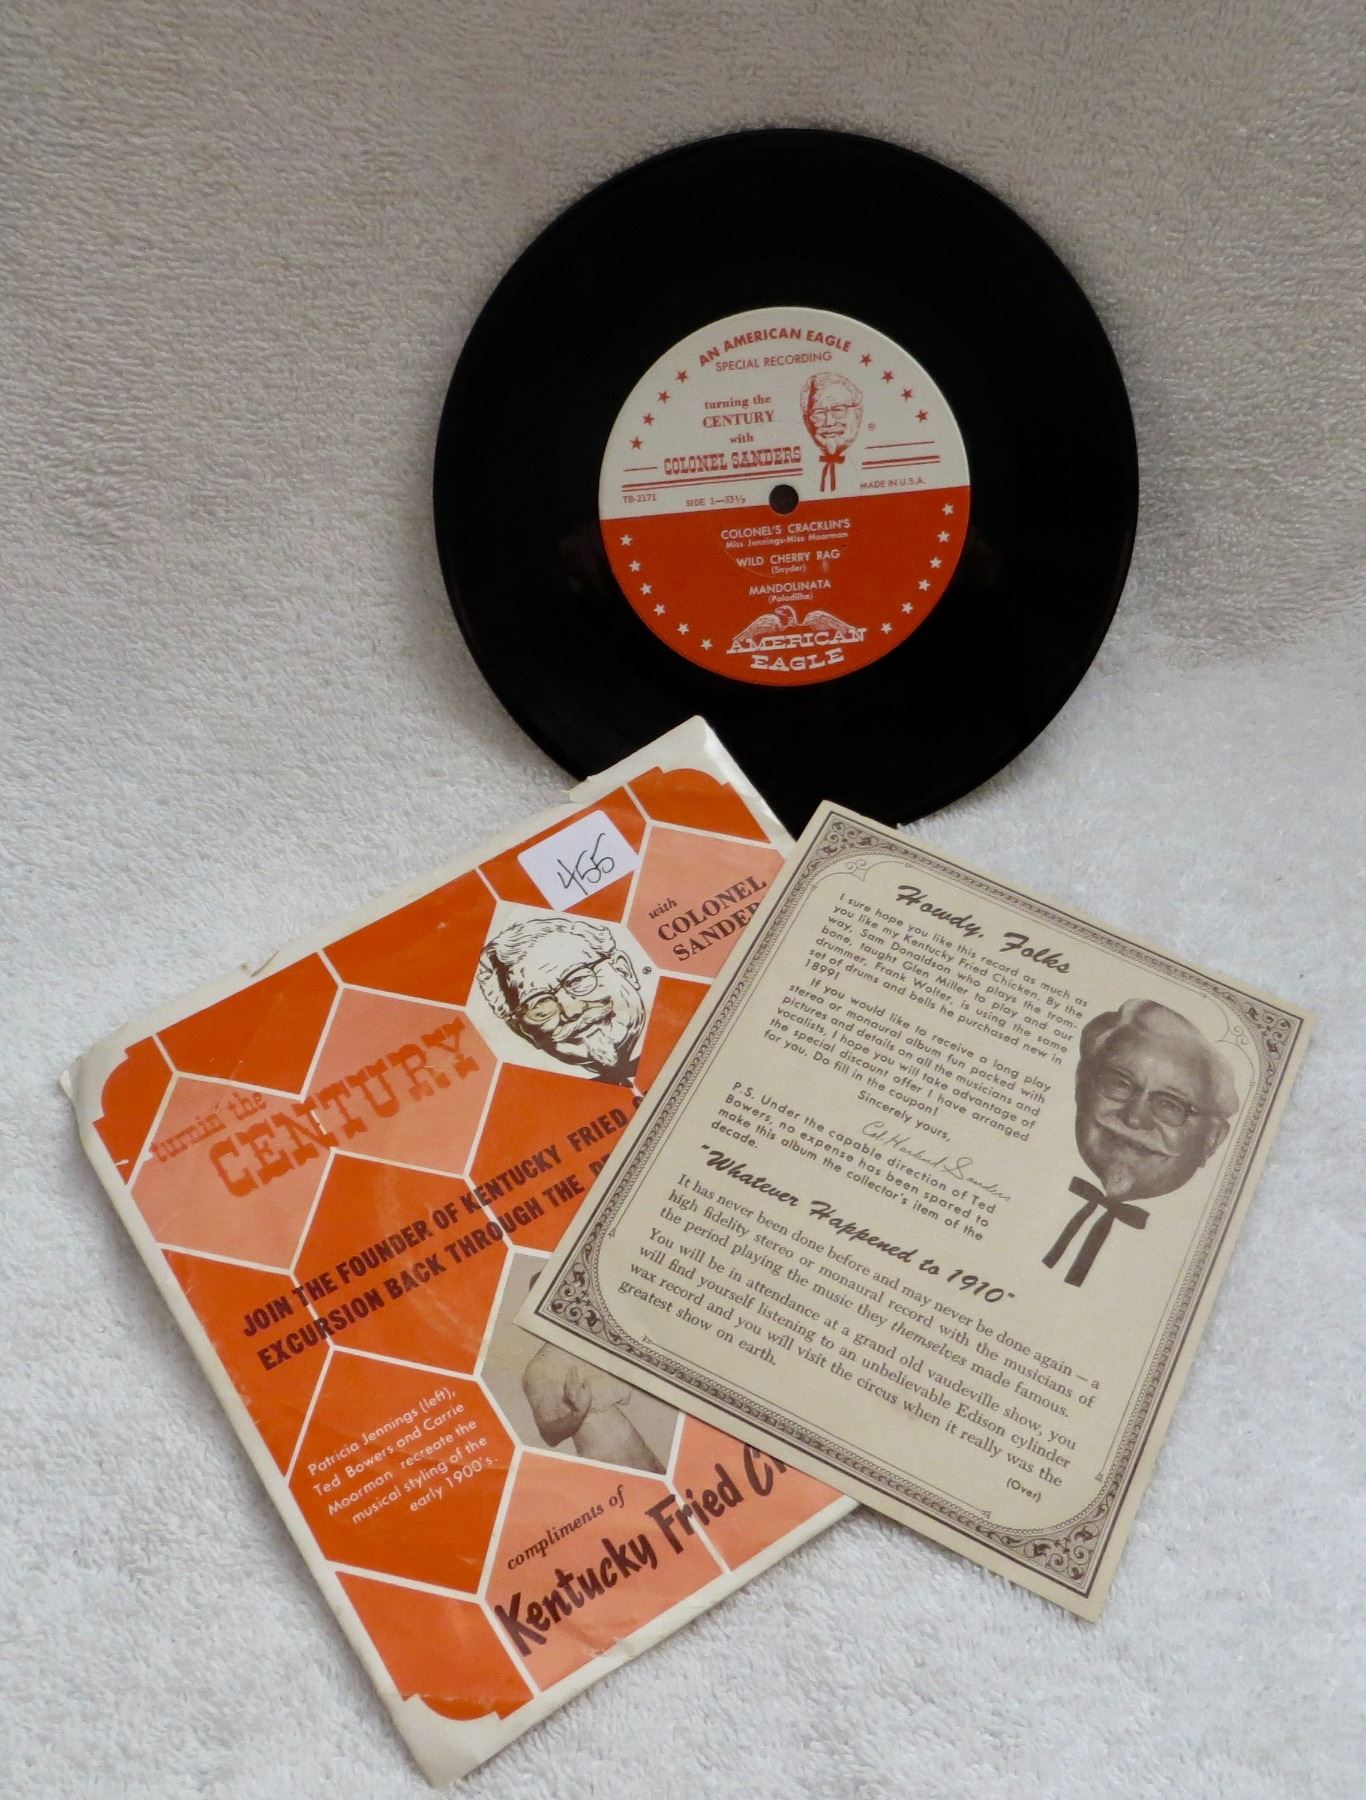 AN AMERICAN EAGLE
SPECIAL RECORDING
turning the
CENTURY
with
COLONEL SANDERS
®
TB-2171
SIDE 1—33⅓
MADE IN U.S.A.
COLONEL'S CRACKLIN'S
Miss Jennings-Miss Moorman
WILD CHERRY RAG
(Snyder)
MANDOLINATA
(Paladilhe)
AMERICAN
EAGLE
455
with
COLONEL
SANDER
®
turnin' the
CENTURY
JOIN THE FOUNDER OF KENTUCKY FRIED
EXCURSION BACK THROUGH THE
Patricia Jennings (left),
Ted Bowers and Carrie
Moorman recreate the
musical styling of the
early 1900's.
compliments of
Kentucky Fried
Howdy, Folks
I sure hope you like this record as much as
you like my Kentucky Fried Chicken. By the
way, Sam Donaldson who plays the trom-
bone, taught Glen Miller to play and our
drummer, Frank Wolter, is using the same
set of drums and bells he purchased new in
1899!
If you would like to receive a long play
stereo or monaural album fun packed with
pictures and details on all the musicians and
vocalists, I hope you will take advantage of
the special discount offer I have arranged
for you. Do fill in the coupon!
Sincerely yours,
Col. Harland Sanders
P.S. Under the capable direction of Ted
Bowers, no expense has been spared to
make this album the collector's item of the
decade.
"Whatever Happened to 1910"
It has never been done before and may never be done again — a
high fidelity stereo or monaural record with the musicians of
the period playing the music they themselves made famous.
You will be in attendance at a grand old vaudeville show, you
will find yourself listening to an unbelievable Edison cylinder
wax record and you will visit the circus when it really was the
greatest show on earth.
(Over)